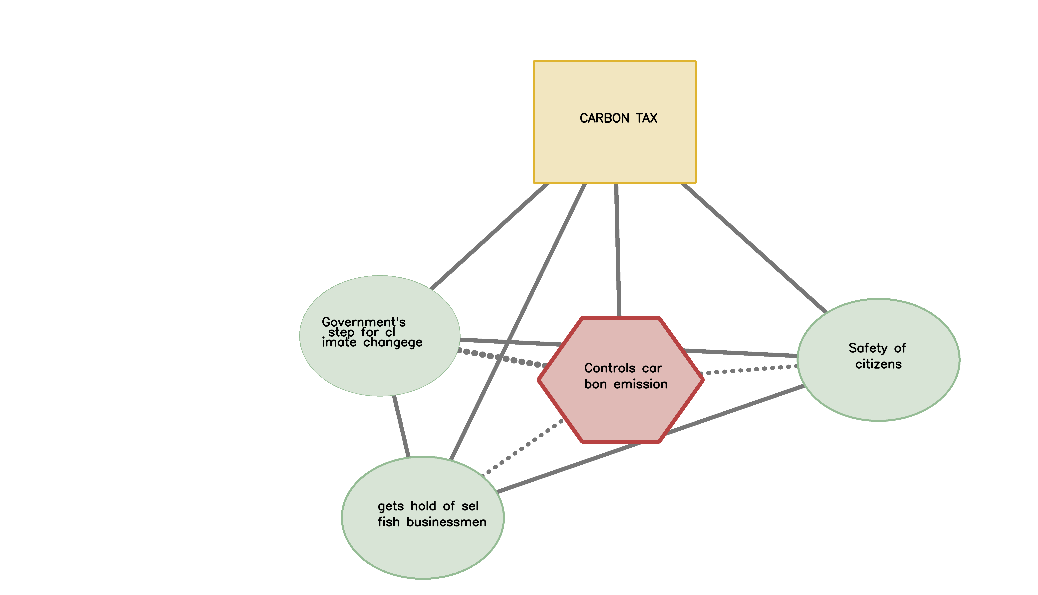 CARBON TAX
Government's
step for cl
imate changege
Controls car
bon emission
Safety of
citizens
gets hold of sel
fish businessmen